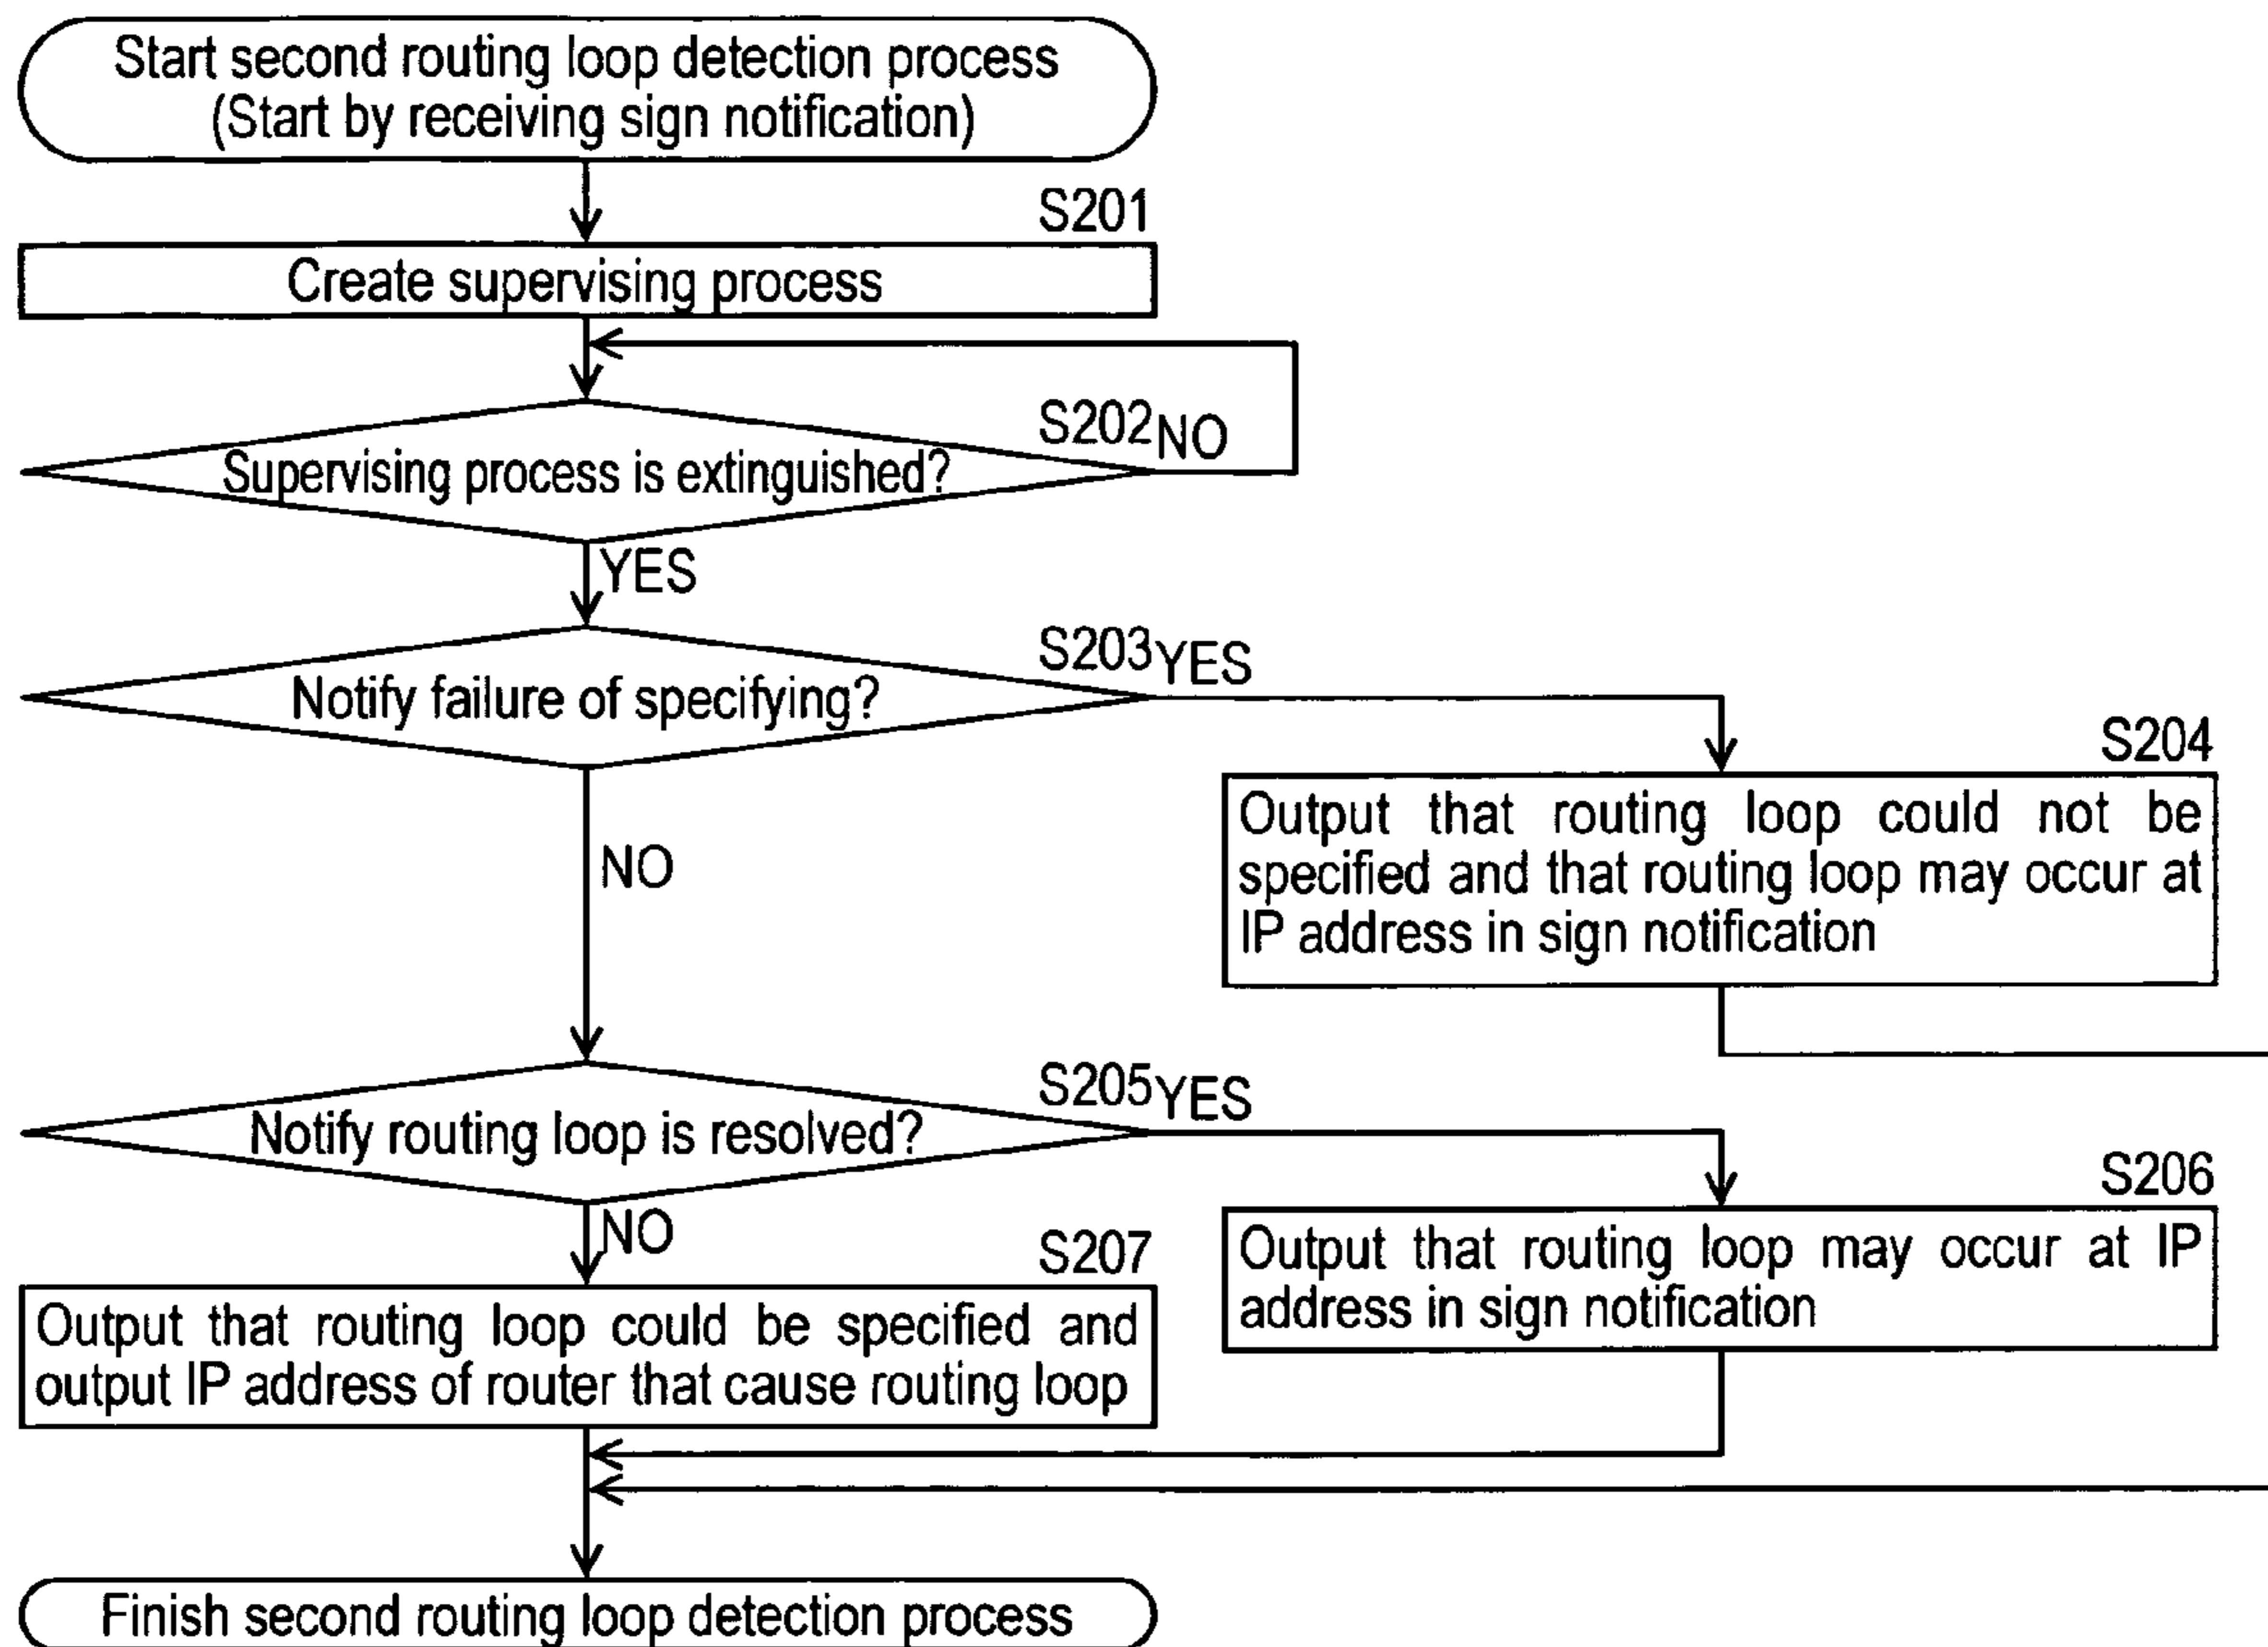 Start second routing loop detection process
(Start by receiving sign notification)
S201
Create supervising process
S202 NO
Supervising process is extinguished?
YES
S203 YES
Notify failure of specifying?
S204
Output that routing loop could not be
specified and that routing loop may occur at
IP address in sign notification
NO
S205 YES
Notify routing loop is resolved?
S206
Output that routing loop may occur at IP
address in sign notification
NO
S207
Output that routing loop could be specified and
output IP address of router that cause routing loop
Finish second routing loop detection process